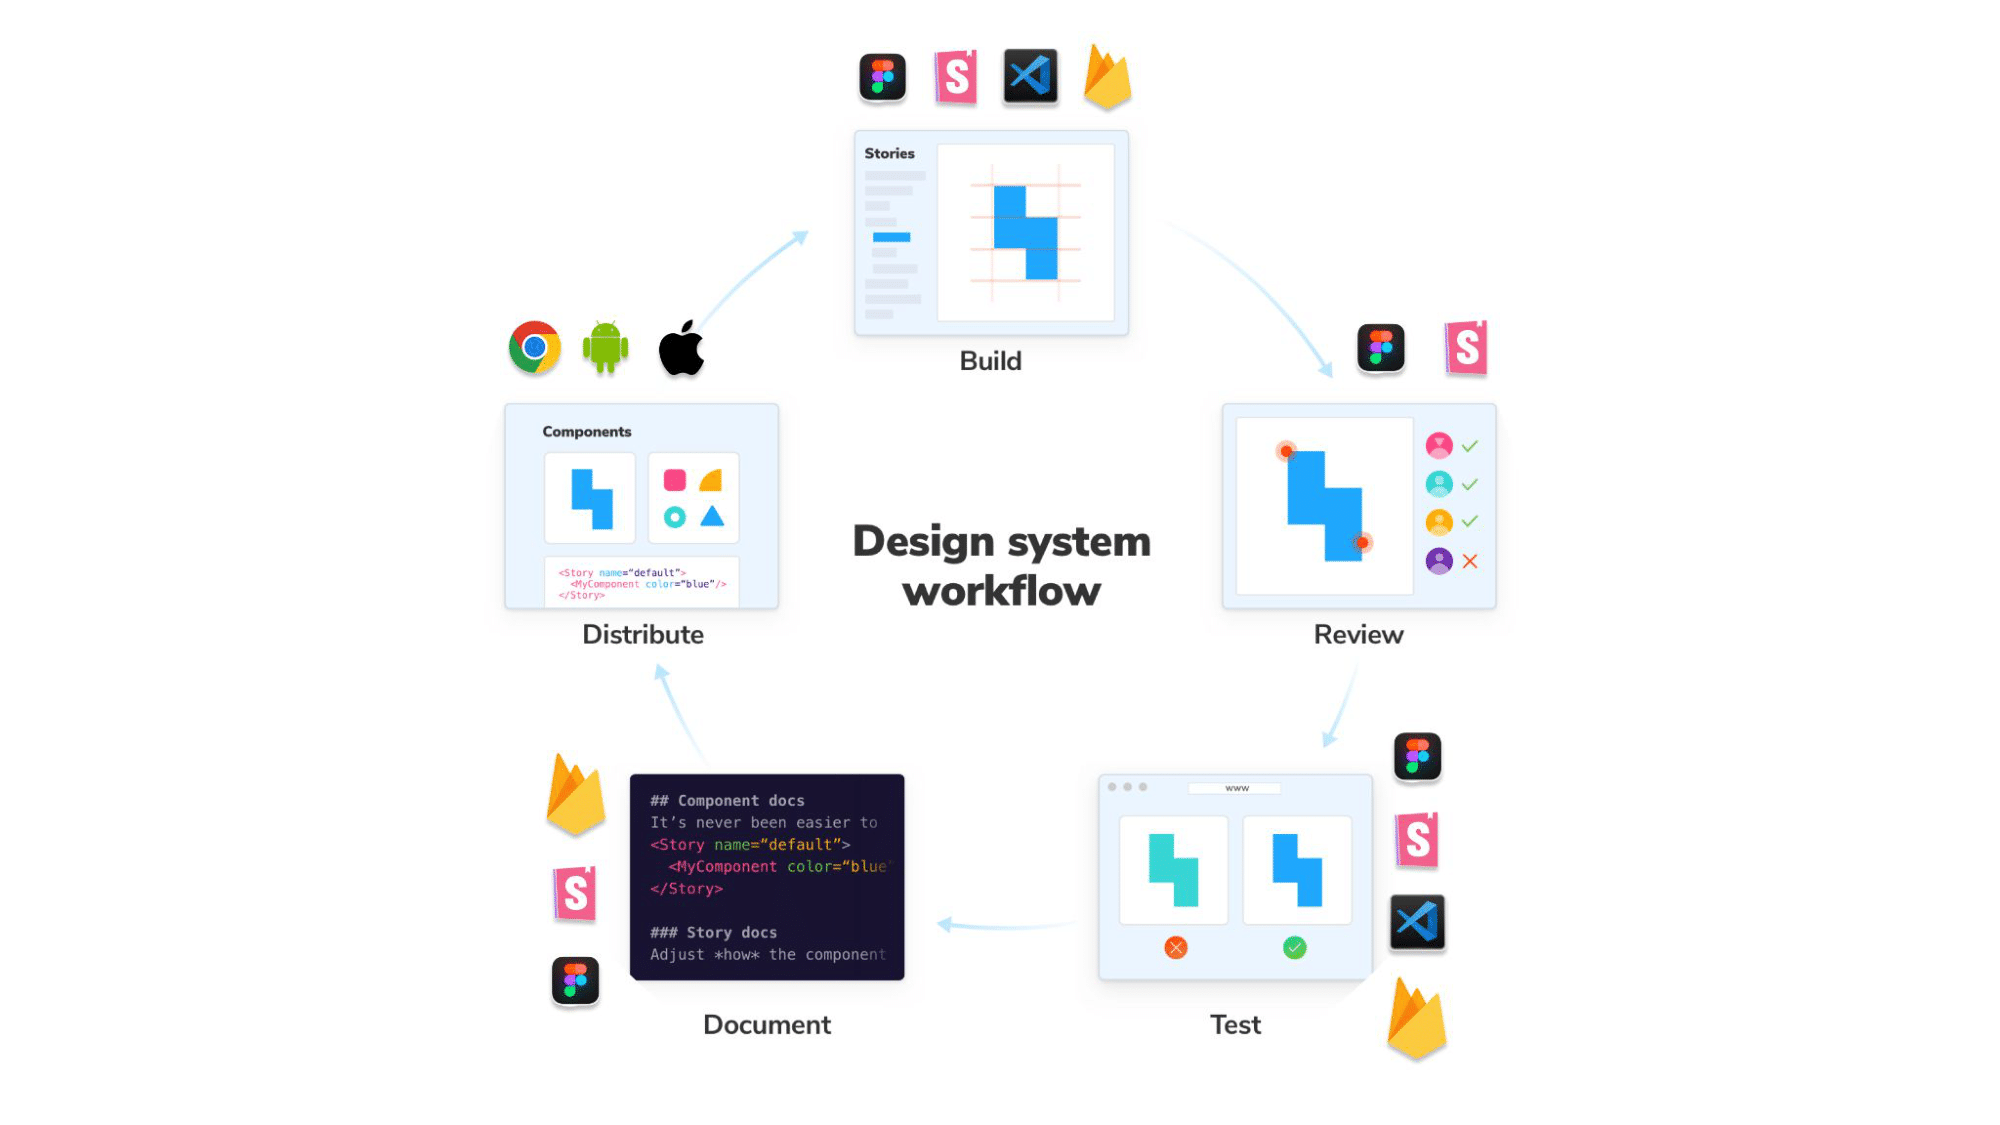 Stories
Build
Components
<Story name=“default”>
<MyComponent color=“blue”/>
</Story>
Distribute
Design system
workflow
S
S
Review
## Component docs
It’s never been easier to
<Story name=“default”>
<MyComponent color=“blue”
</Story>
### Story docs
Adjust *how* the component
S
Document
www
S
Test